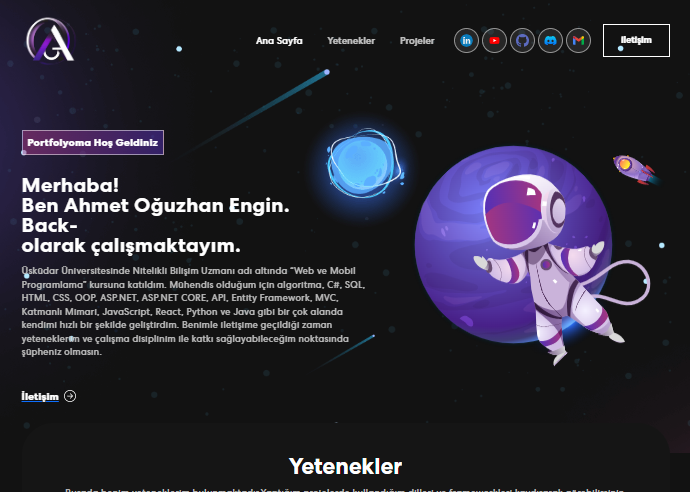 Ana Sayfa
Yetenekler
Projeler
İletişim
Portfolyoma Hoş Geldiniz
Merhaba!
Ben Ahmet Oğuzhan Engin.
Back-
olarak çalışmaktayım.
Üsküdar Üniversitesinde Nitelikli Bilişim Uzmanı adı altında "Web ve Mobil
Programlama" kursuna katıldım. Mühendis olduğum için algoritma, C#, SQL,
HTML, CSS, OOP, ASP.NET, ASP.NET CORE, API, Entity Framework, MVC,
Katmanlı Mimari, JavaScript, React, Python ve Java gibi bir çok alanda
kendimi hızlı bir şekilde geliştirdim. Benimle iletişime geçildiği zaman
yeteneklerim ve çalışma disiplinim ile katkı sağlayabileceğim noktasında
şüpheniz olmasın.
İletişim
Yetenekler